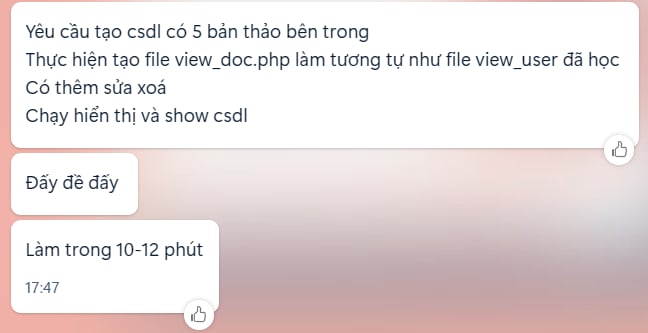 Yêu cầu tạo csdl có 5 bản thảo bên trong
Thực hiện tạo file view_doc.php làm tương tự như file view_user đã học
Có thêm sửa xoá
Chạy hiển thị và show csdl
Đấy đề đấy
Làm trong 10-12 phút
17:47